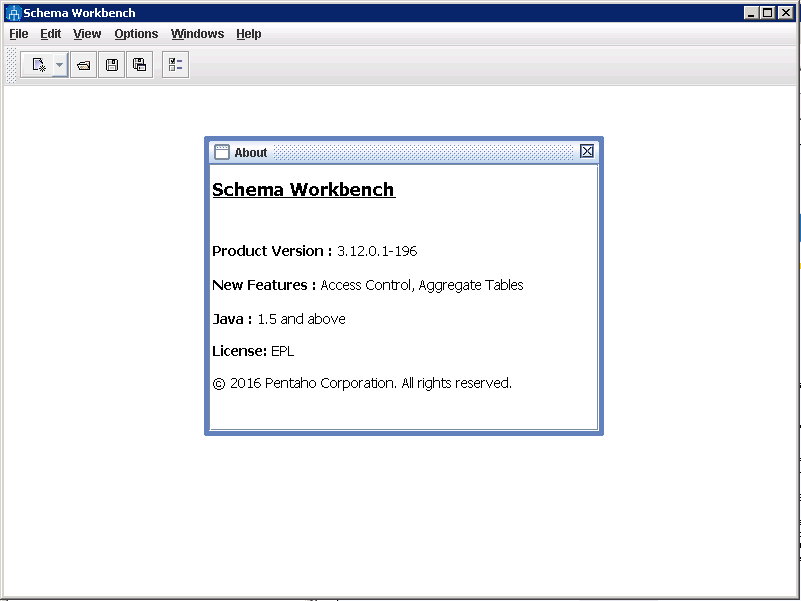 Schema Workbench
File Edit View Options Windows Help
About
Schema Workbench
Product Version : 3.12.0.1-196
New Features : Access Control, Aggregate Tables
Java : 1.5 and above
License: EPL
© 2016 Pentaho Corporation. All rights reserved.